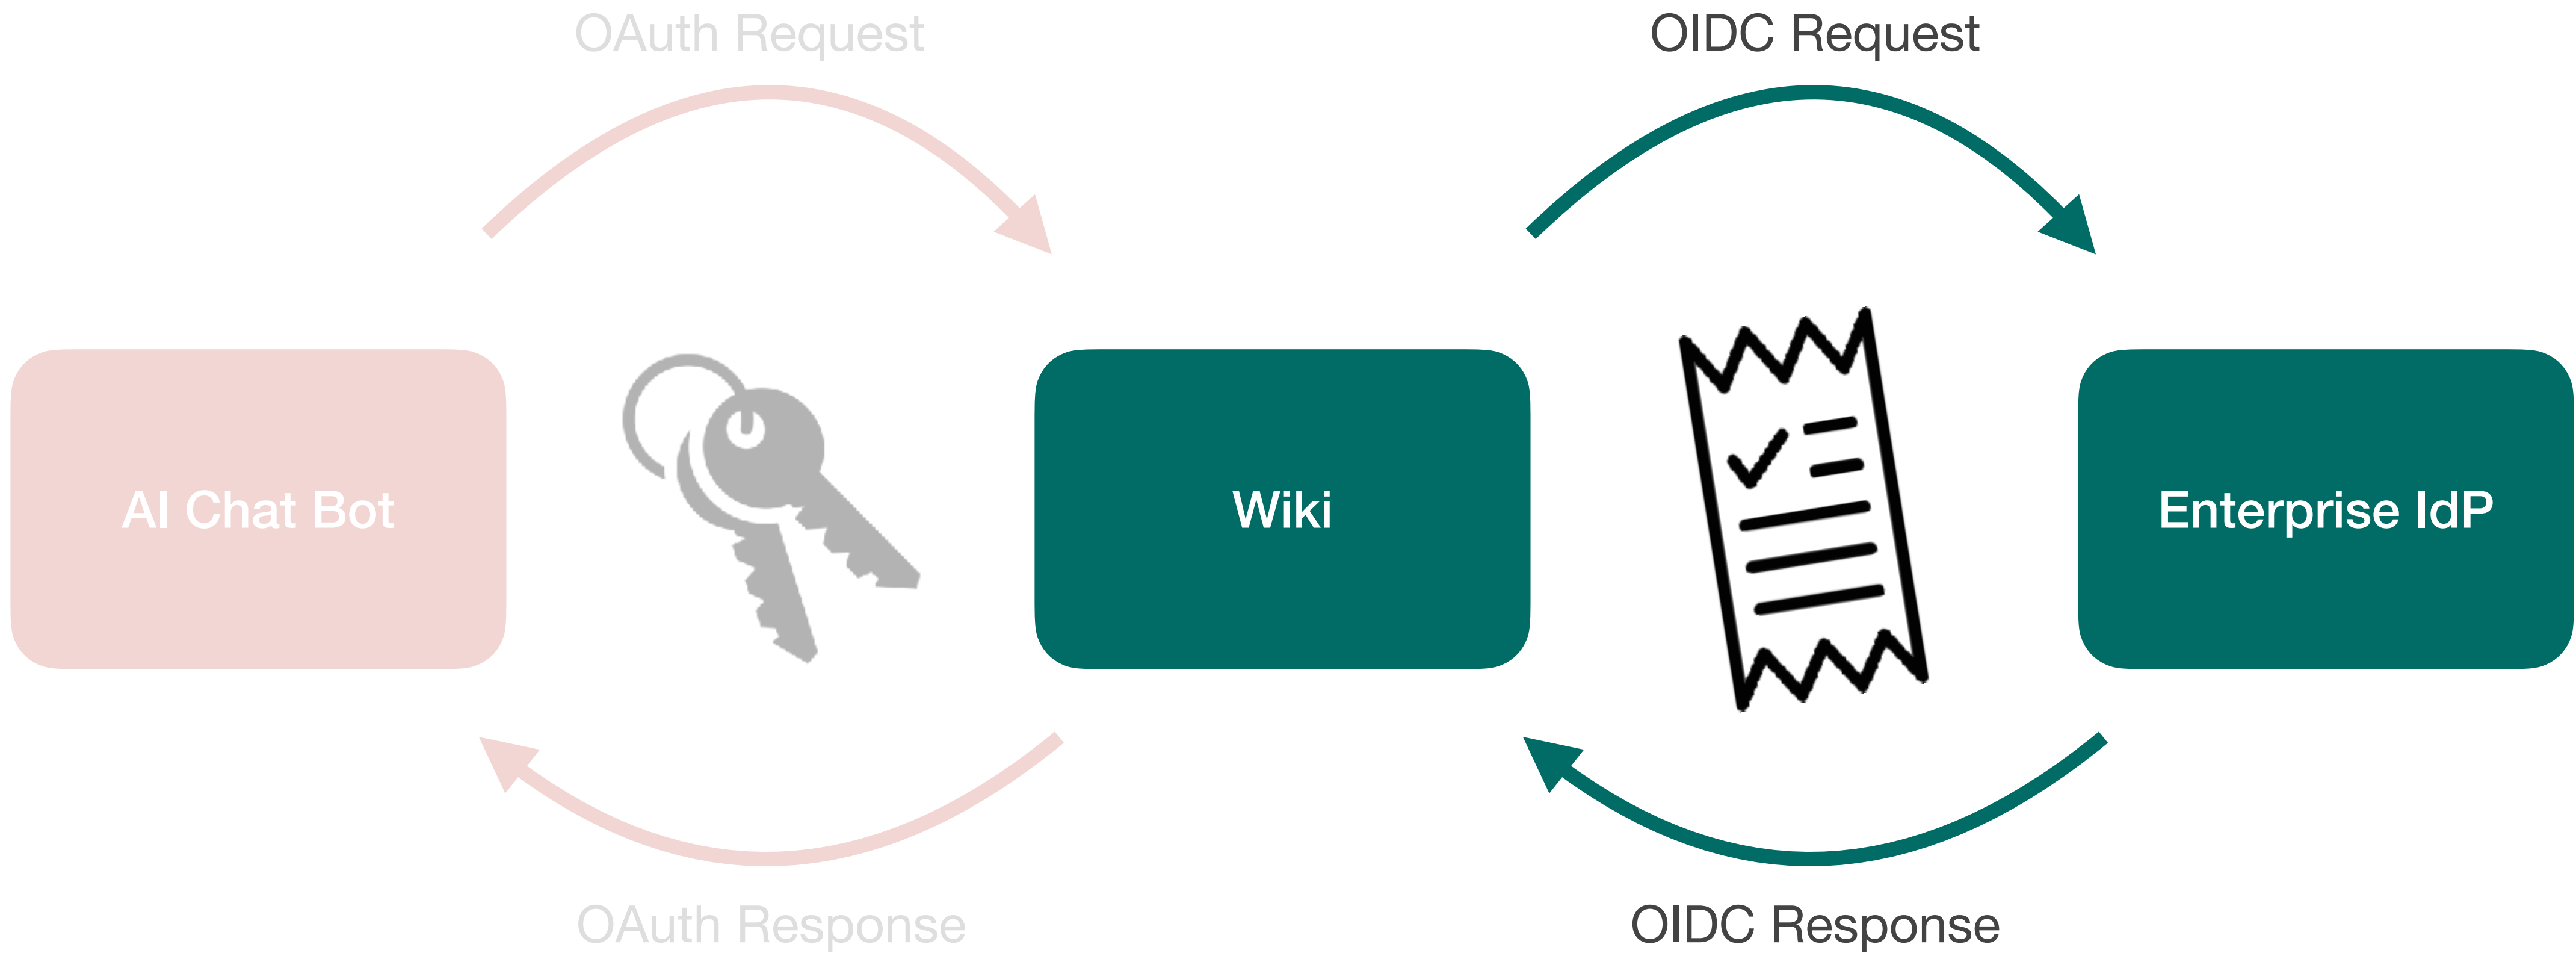 OAuth Request
OIDC Request
AI Chat Bot
Wiki
Enterprise IdP
OAuth Response
OIDC Response